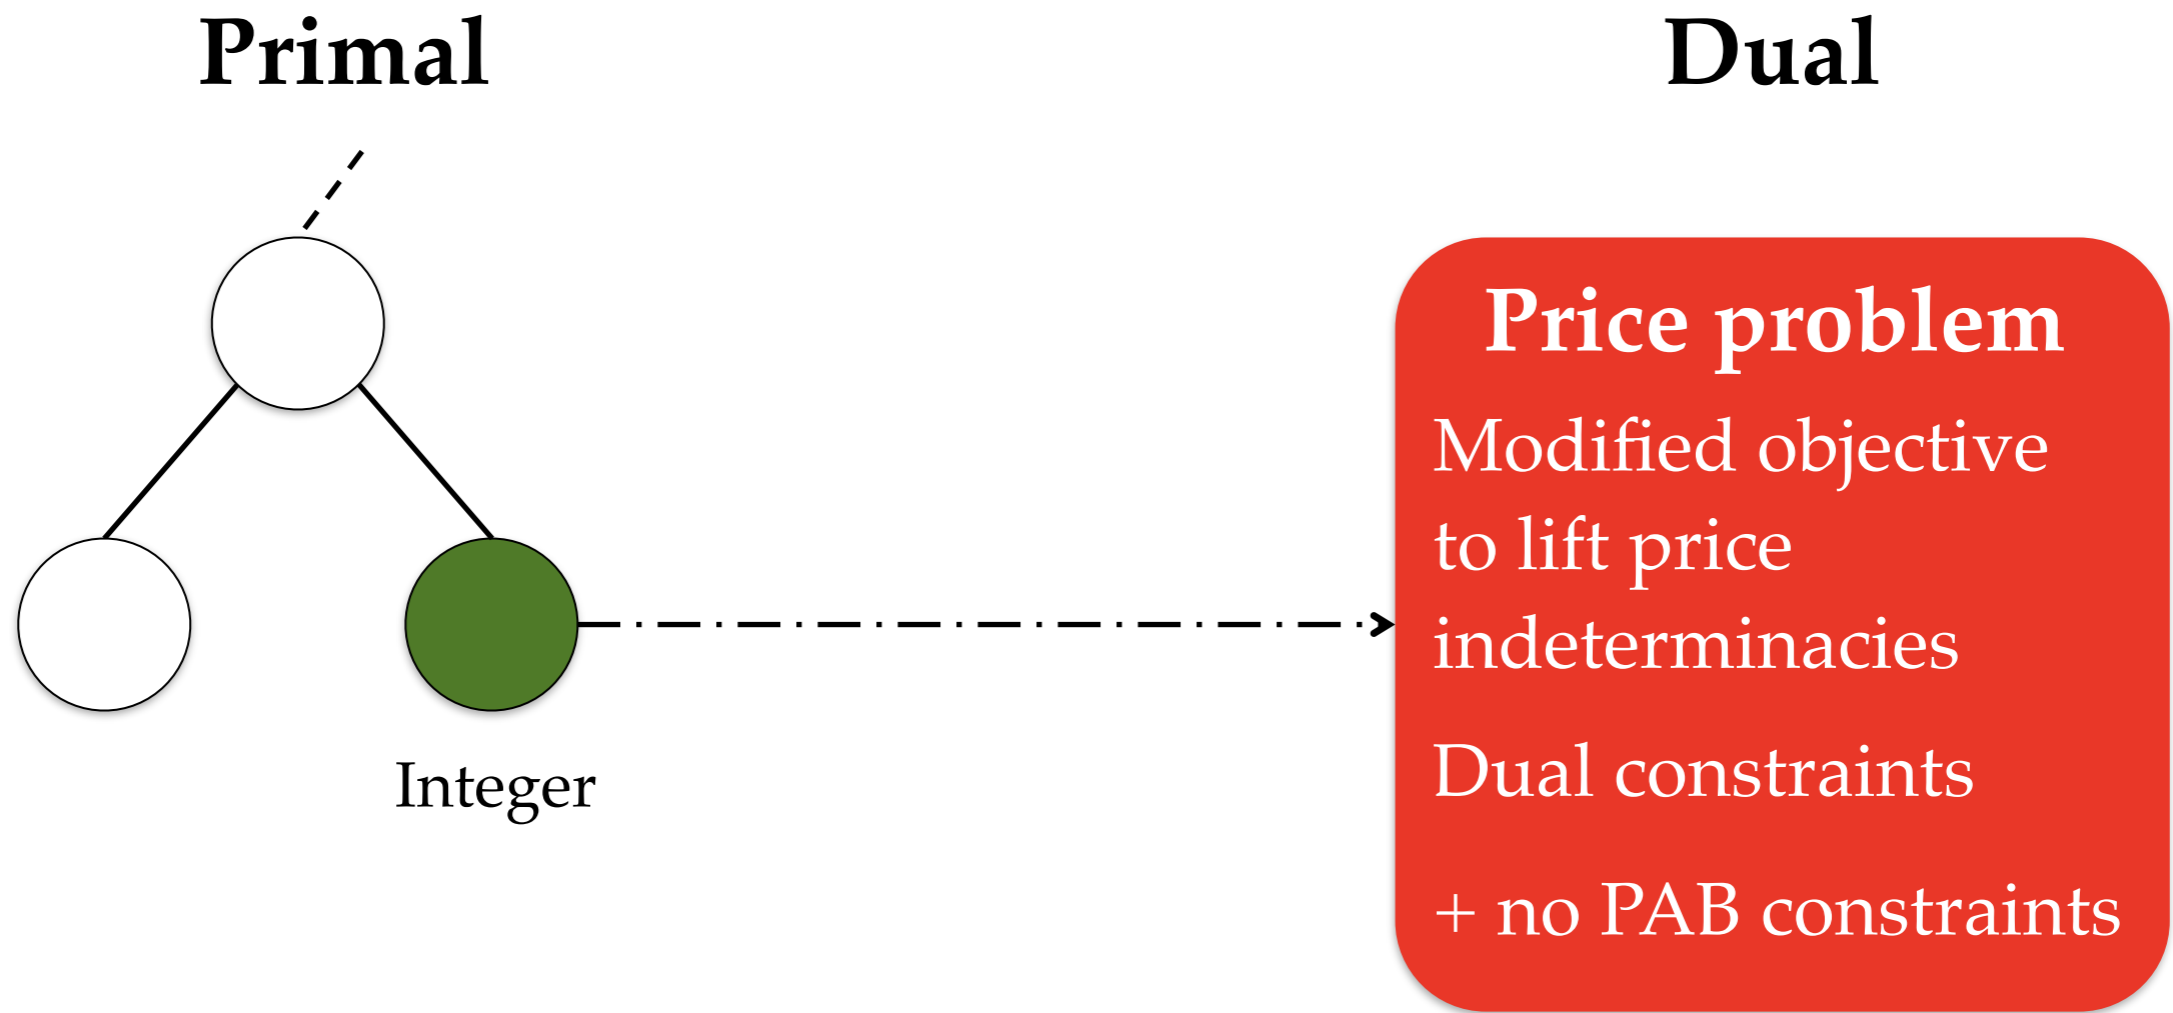 Primal
Dual
Price problem
Modified objective
to lift price
indeterminacies
Dual constraints
+ no PAB constraints
Integer